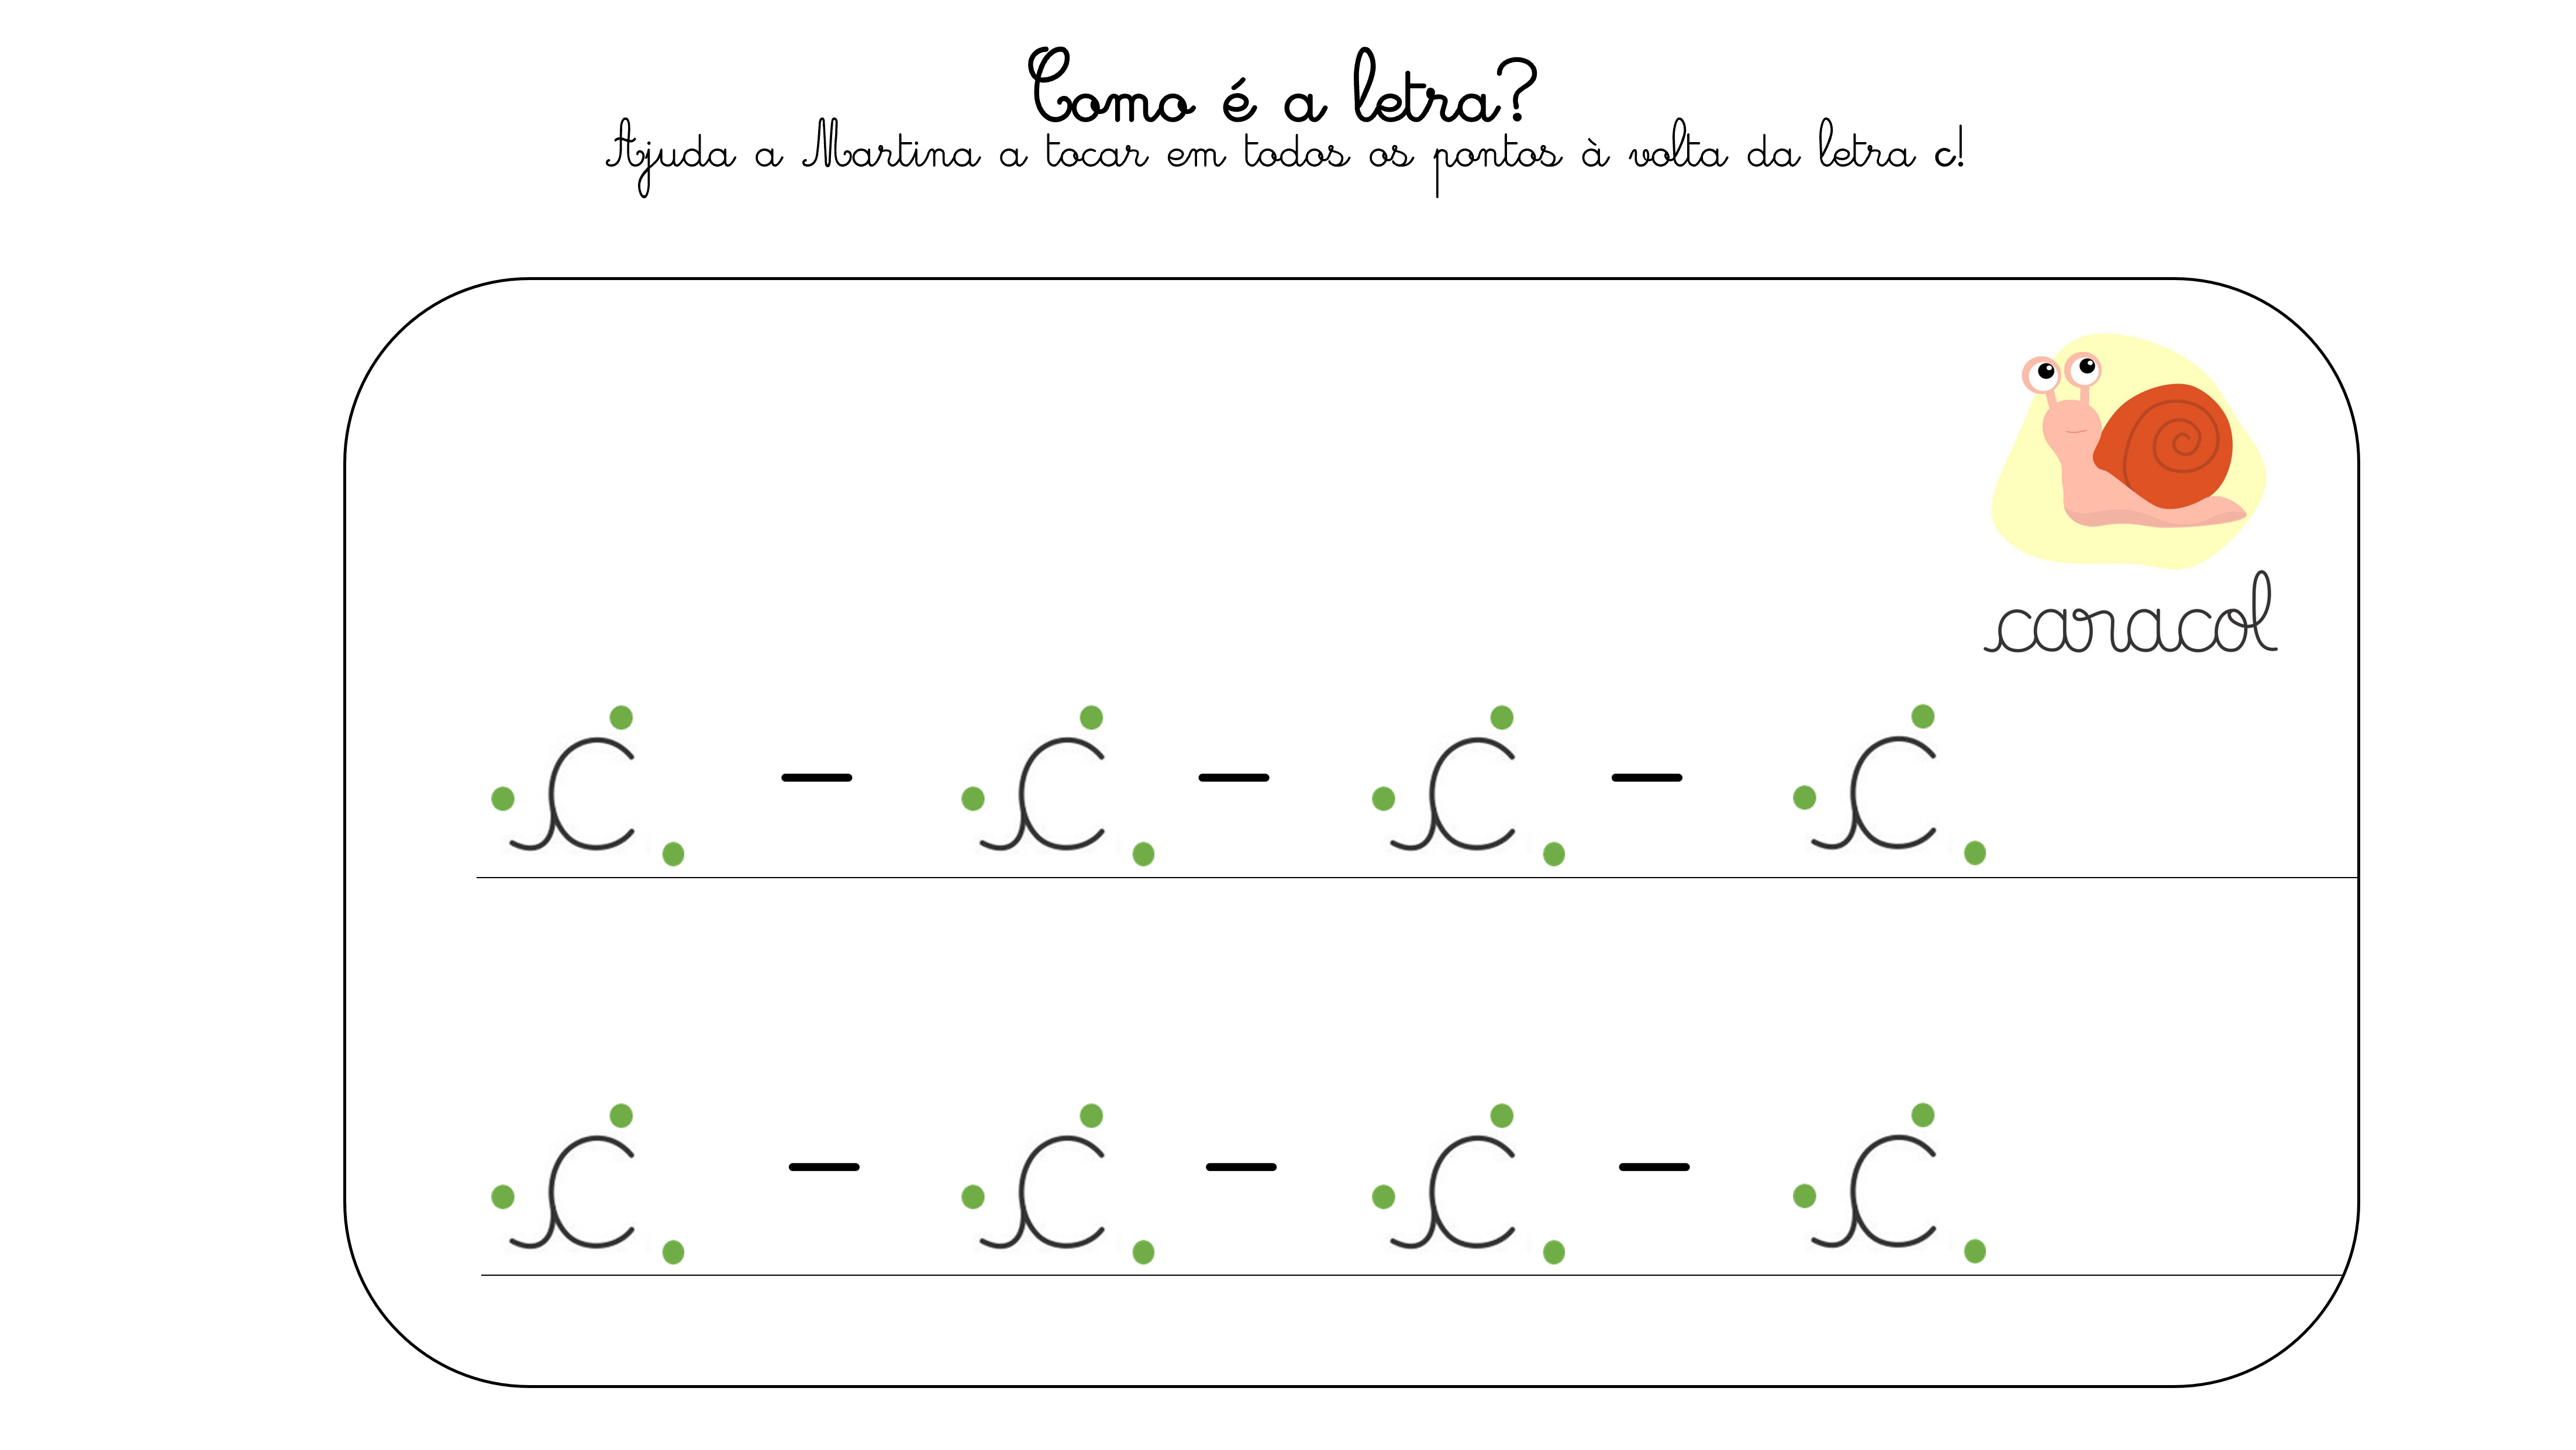 Como é a letra?
Ajuda a Martina a tocar em todos os pontos à volta da letra c!
caracol
c - c - c - c
c - c - c - c